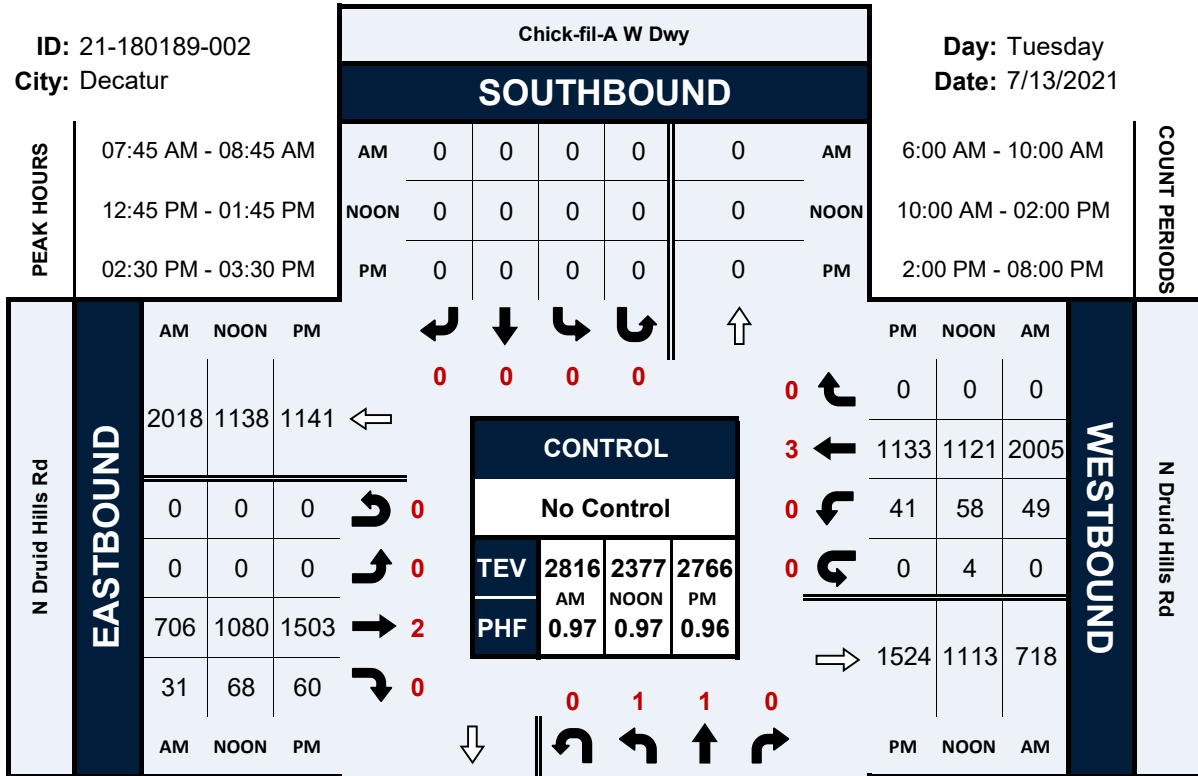 ID: 21-180189-002
City: Decatur
Chick-fil-A W Dwy
SOUTHBOUND
Day: Tuesday
Date: 7/13/2021
PEAK HOURS
07:45 AM - 08:45 AM
12:45 PM - 01:45 PM
02:30 PM - 03:30 PM
AM 0 0 0 0 0 AM
NOON 0 0 0 0 0 NOON
PM 0 0 0 0 0 PM
6:00 AM - 10:00 AM
10:00 AM - 02:00 PM
2:00 PM - 08:00 PM
COUNT PERIODS
0 0 0 0
N Druid Hills Rd
EASTBOUND
AM NOON PM
2018 1138 1141
0 0 0 0
0 0 0 0
706 1080 1503 2
31 68 60 0
AM NOON PM
CONTROL
No Control
TEV 2816 2377 2766
AM NOON PM
PHF 0.97 0.97 0.96
PM NOON AM
0 0 0 0
3 1133 1121 2005
0 41 58 49
0 0 4 0
1524 1113 718
PM NOON AM
WESTBOUND
N Druid Hills Rd
0 1 1 0